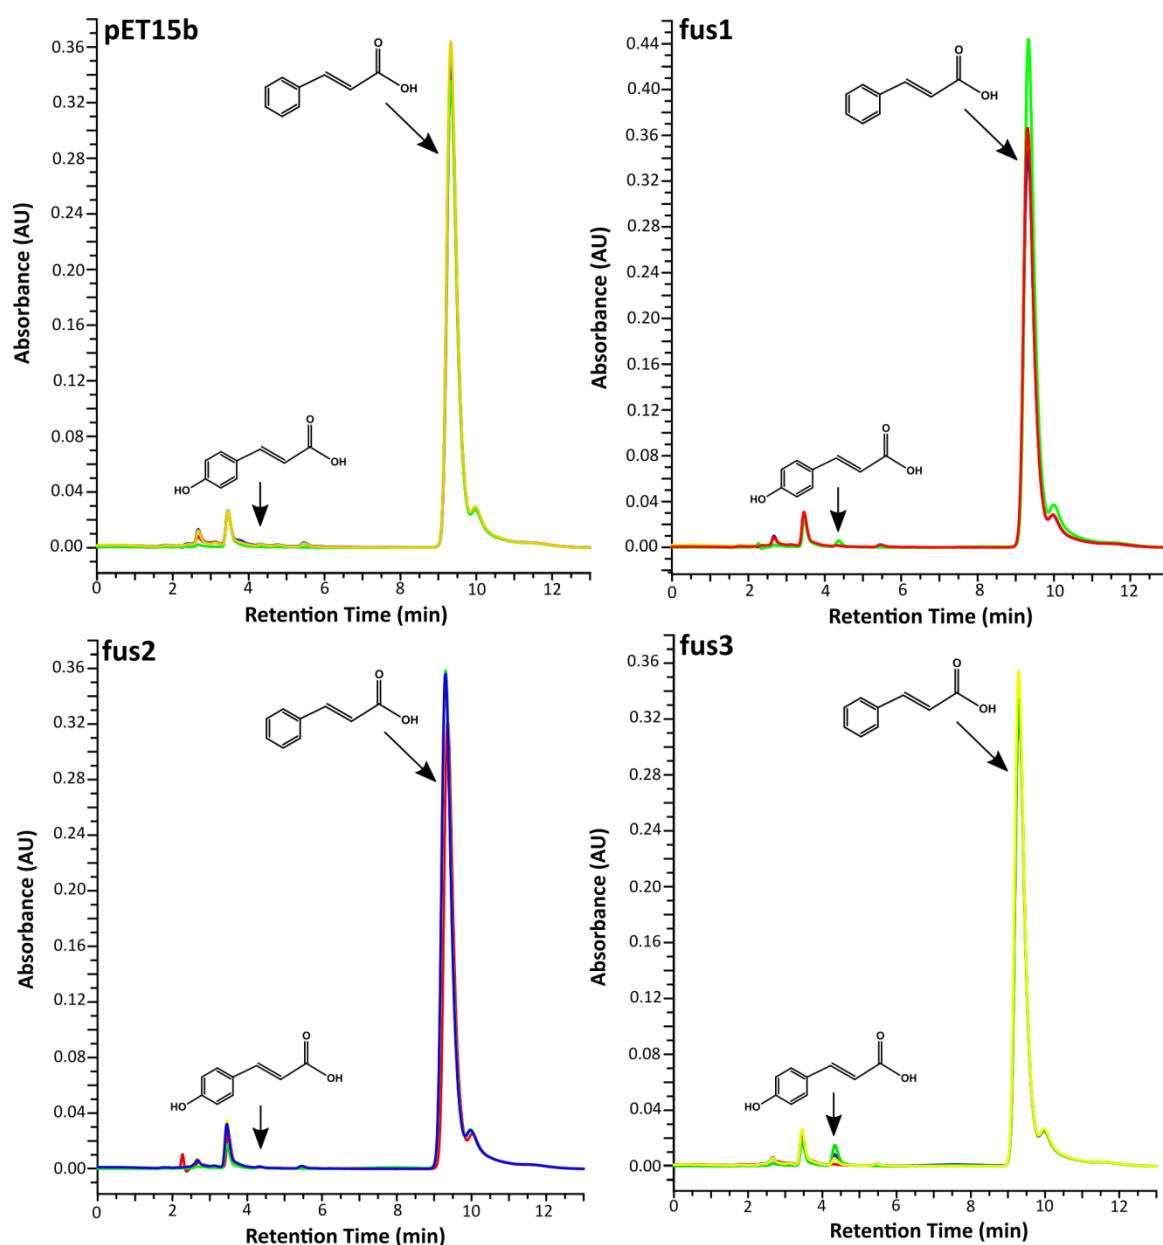 pET15b
0.36
0.32
0.28
0.24
0.20
0.16
0.12
0.08
0.04
0.00
Absorbance (AU)
O
OH
O
OH
HO
0 2 4 6 8 10 12
Retention Time (min)
fus1
0.44
0.40
0.36
0.32
0.28
0.24
0.20
0.16
0.12
0.08
0.04
0.00
Absorbance (AU)
O
OH
O
OH
HO
0 2 4 6 8 10 12
Retention Time (min)
fus2
0.36
0.32
0.28
0.24
0.20
0.16
0.12
0.08
0.04
0.00
Absorbance (AU)
O
OH
O
OH
HO
0 2 4 6 8 10 12
Retention Time (min)
fus3
0.36
0.32
0.28
0.24
0.20
0.16
0.12
0.08
0.04
0.00
Absorbance (AU)
O
OH
O
OH
HO
0 2 4 6 8 10 12
Retention Time (min)